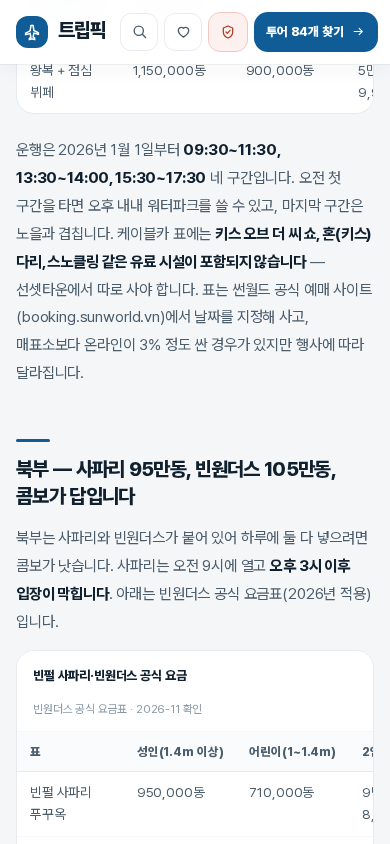 트립픽
투어 84개 찾기 →
왕복 + 점심 1,150,000동 900,000동
뷔페
운행은 2026년 1월 1일부터 09:30~11:30,
13:30~14:00, 15:30~17:30 네 구간입니다. 오전 첫
구간을 타면 오후 내내 워터파크를 쓸 수 있고, 마지막 구간은
노을과 겹칩니다. 케이블카 표에는 키스 오브 더 씨 쇼, 혼(키스)
다리, 스노클링 같은 유료 시설이 포함되지 않습니다 —
선셋타운에서 따로 사야 합니다. 표는 썬월드 공식 예매 사이트
(booking.sunworld.vn)에서 날짜를 지정해 사고,
매표소보다 온라인이 3% 정도 싼 경우가 있지만 행사에 따라
달라집니다.
북부 — 사파리 95만동, 빈원더스 105만동,
콤보가 답입니다
북부는 사파리와 빈원더스가 붙어 있어 하루에 둘 다 넣으려면
콤보가 낫습니다. 사파리는 오전 9시에 열고 오후 3시 이후
입장이 막힙니다. 아래는 빈원더스 공식 요금표(2026년 적용)
입니다.
빈펄 사파리·빈원더스 공식 요금
빈원더스 공식 요금표 · 2026-11 확인
표 성인(1.4m 이상) 어린이(1~1.4m)
빈펄 사파리 950,000동 710,000동
푸꾸옥